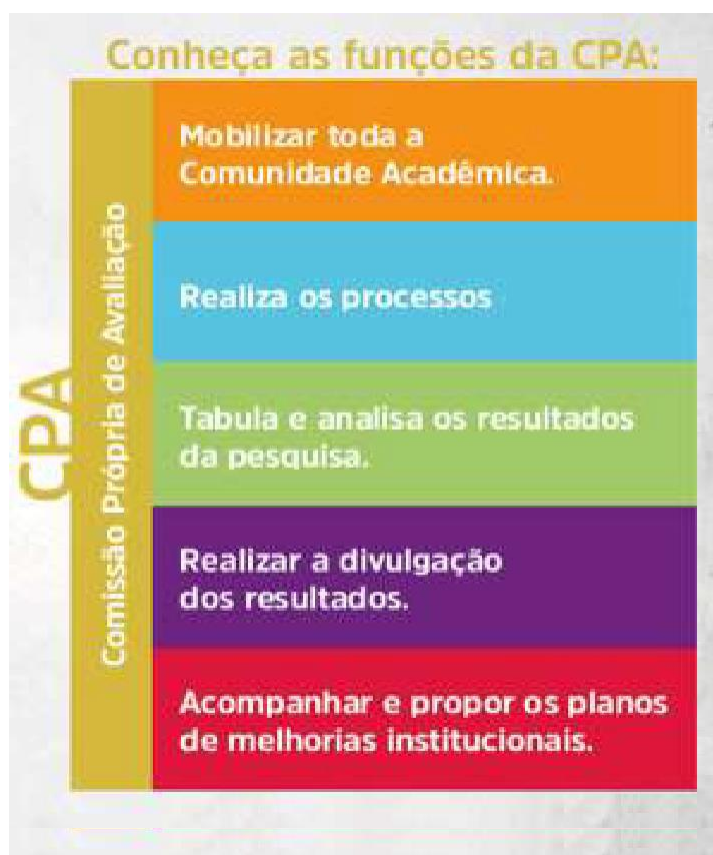 Conheça as funções da CPA:
CPA
Comissão Própria de Avaliação
Mobilizar toda a
Comunidade Acadêmica.
Realiza os processos
Tabula e analisa os resultados
da pesquisa.
Realizar a divulgação
dos resultados.
Acompanhar e propor os planos
de melhorias institucionais.